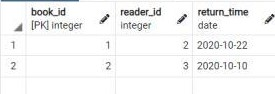 book_id reader_id return_time
[PK] integer integer date
1 1 2 2020-10-22
2 2 3 2020-10-10